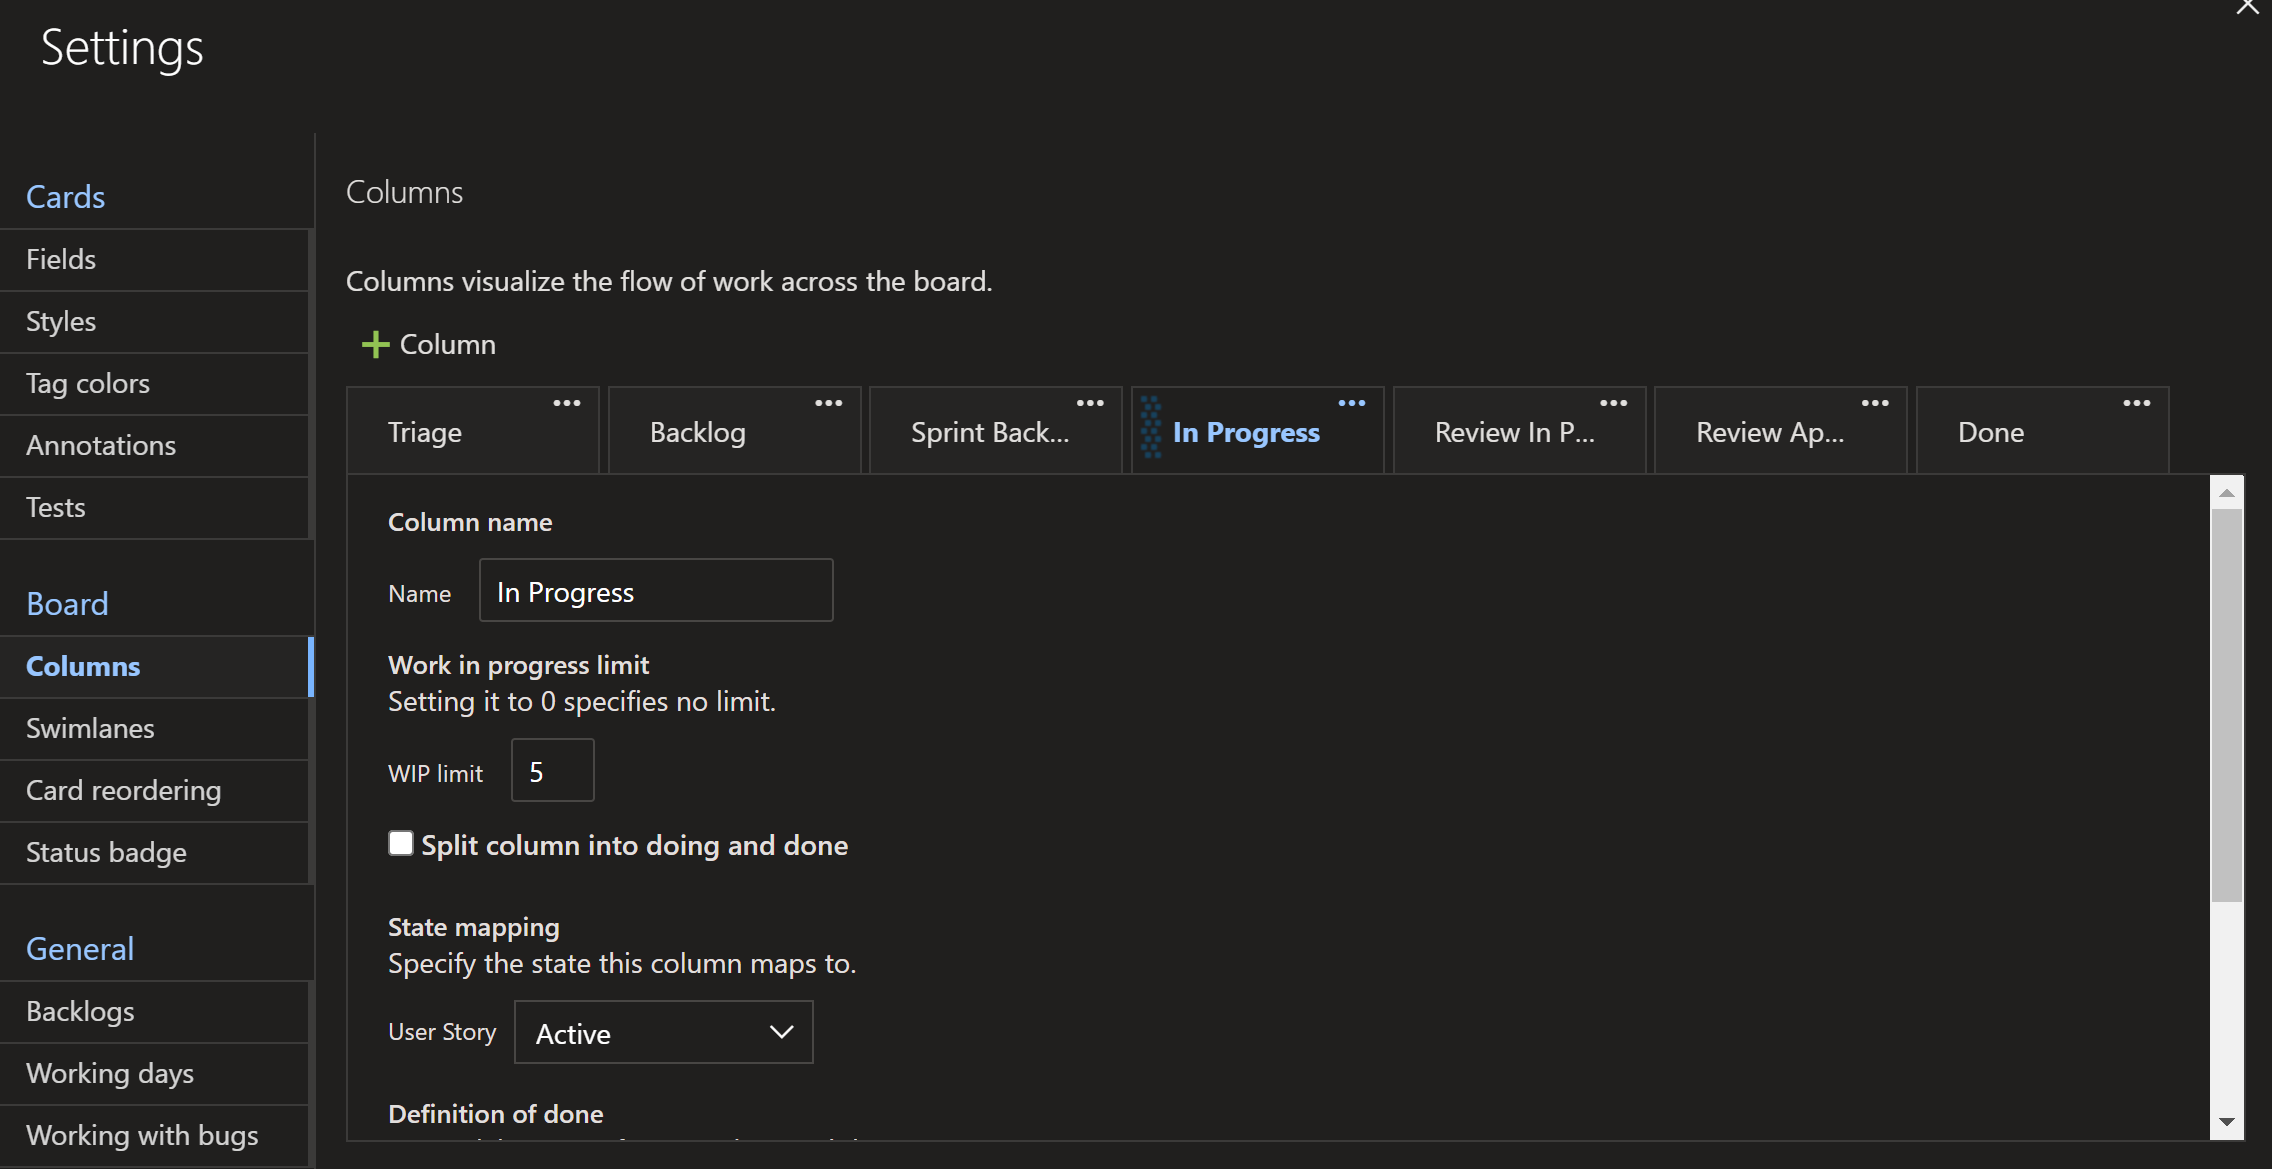 Settings
Cards
Fields
Styles
Tag colors
Annotations
Tests
Board
Columns
Swimlanes
Card reordering
Status badge
General
Backlogs
Working days
Working with bugs
Columns
Columns visualize the flow of work across the board.
Column
Triage
Backlog
Sprint Back...
In Progress
Review In P...
Review Ap...
Done
Column name
Name In Progress
Work in progress limit
Setting it to 0 specifies no limit.
WIP limit 5
Split column into doing and done
State mapping
Specify the state this column maps to.
User Story Active
Definition of done